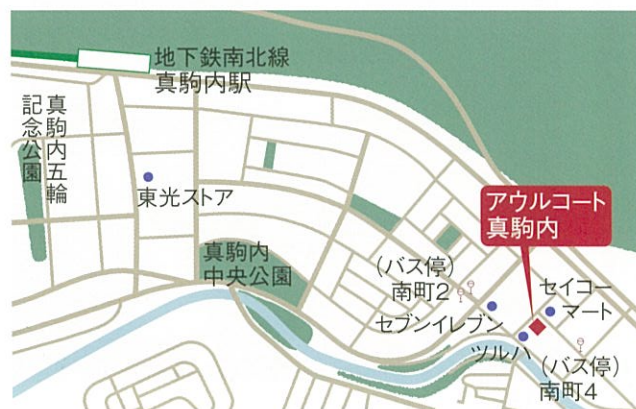 地下鉄南北線
真駒内駅
真駒内五輪
記念公園
東光ストア
アウルコート
真駒内
真駒内
中央公園
(バス停)
南町2
セイコー
マート
セブンイレブン
ツルハ
(バス停)
南町4